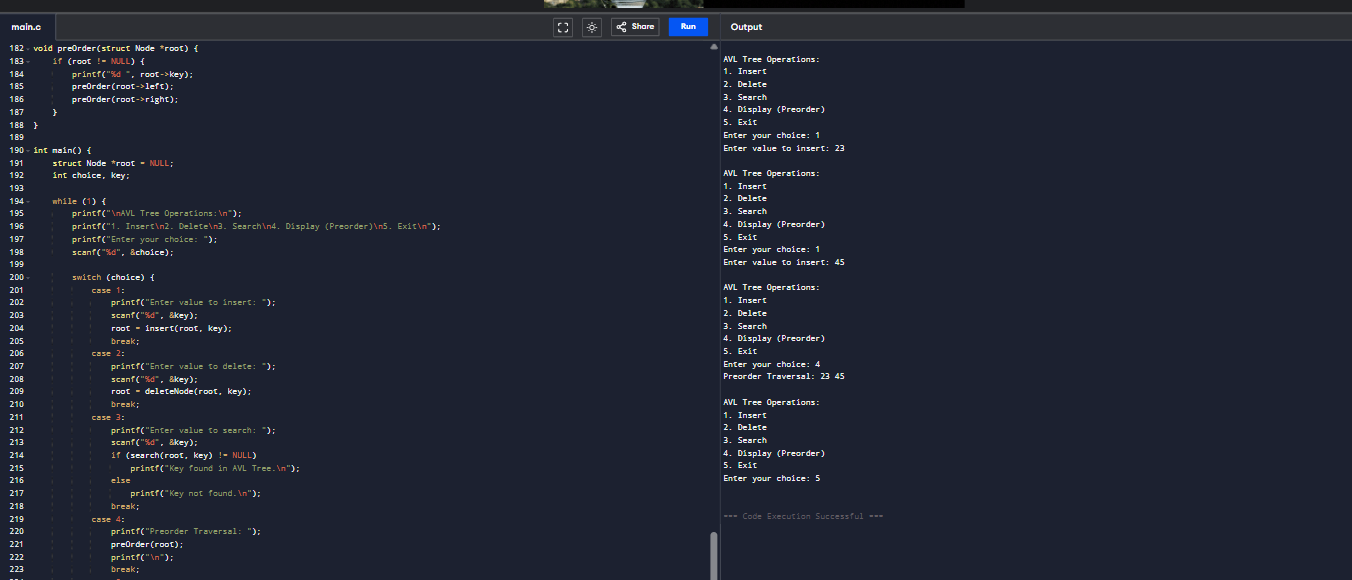 main.c
Share
Run
Output
182 void preOrder(struct Node *root) {
183     if (root != NULL) {
184         printf("%d ", root->key);
185         preOrder(root->left);
186         preOrder(root->right);
187     }
188 }
189
190 int main() {
191     struct Node *root = NULL;
192     int choice, key;
193
194     while (1) {
195         printf("\nAVL Tree Operations:\n");
196         printf("1. Insert\n2. Delete\n3. Search\n4. Display (Preorder)\n5. Exit\n");
197         printf("Enter your choice: ");
198         scanf("%d", &choice);
199
200         switch (choice) {
201             case 1:
202                 printf("Enter value to insert: ");
203                 scanf("%d", &key);
204                 root = insert(root, key);
205                 break;
206             case 2:
207                 printf("Enter value to delete: ");
208                 scanf("%d", &key);
209                 root = deleteNode(root, key);
210                 break;
211             case 3:
212                 printf("Enter value to search: ");
213                 scanf("%d", &key);
214                 if (search(root, key) != NULL)
215                     printf("Key found in AVL Tree.\n");
216                 else
217                     printf("Key not found.\n");
218                 break;
219             case 4:
220                 printf("Preorder Traversal: ");
221                 preOrder(root);
222                 printf("\n");
223                 break;
AVL Tree Operations:
1. Insert
2. Delete
3. Search
4. Display (Preorder)
5. Exit
Enter your choice: 1
Enter value to insert: 23

AVL Tree Operations:
1. Insert
2. Delete
3. Search
4. Display (Preorder)
5. Exit
Enter your choice: 1
Enter value to insert: 45

AVL Tree Operations:
1. Insert
2. Delete
3. Search
4. Display (Preorder)
5. Exit
Enter your choice: 4
Preorder Traversal: 23 45

AVL Tree Operations:
1. Insert
2. Delete
3. Search
4. Display (Preorder)
5. Exit
Enter your choice: 5

=== Code Execution Successful ===